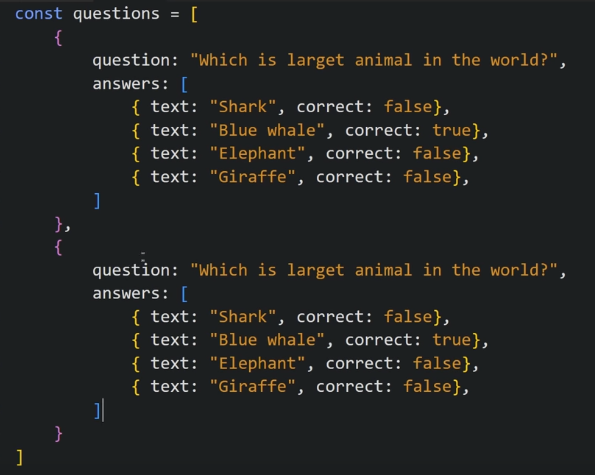 const questions = [
{
question: "Which is larget animal in the world?",
answers: [
{ text: "Shark", correct: false},
{ text: "Blue whale", correct: true},
{ text: "Elephant", correct: false},
{ text: "Giraffe", correct: false},
]
},
{
question: "Which is larget animal in the world?",
answers: [
{ text: "Shark", correct: false},
{ text: "Blue whale", correct: true},
{ text: "Elephant", correct: false},
{ text: "Giraffe", correct: false},
]
}
]